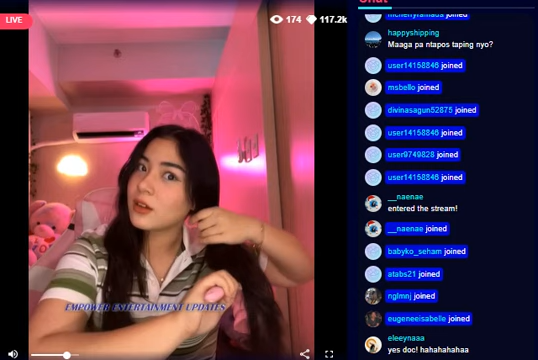 LIVE
174
117.2k
Chat
joined
happyshipping
Maaga pa ntapos taping nyo?
user14158846 joined
msbello joined
divinasagun52875 joined
user14158846 joined
user9749828 joined
user14158846 joined
__naenae
entered the stream!
__naenae joined
babyko_seham joined
atabs21 joined
nglmnj joined
eugeneeisabelle joined
eleeynaaa
yes doc! hahahahahaa
EMPOWER ENTERTAINMENT UPDATES